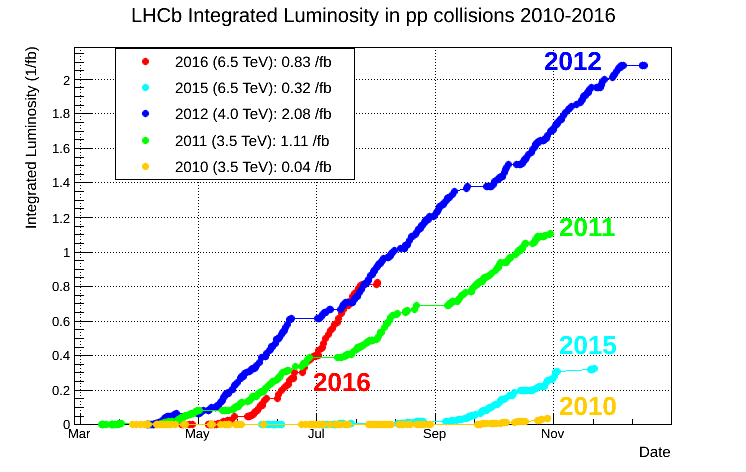 LHCb Integrated Luminosity in pp collisions 2010-2016
Integrated Luminosity (1/fb)
2016 (6.5 TeV): 0.83 /fb
2015 (6.5 TeV): 0.32 /fb
2012 (4.0 TeV): 2.08 /fb
2011 (3.5 TeV): 1.11 /fb
2010 (3.5 TeV): 0.04 /fb
2012
2011
2015
2016
2010
2
1.8
1.6
1.4
1.2
1
0.8
0.6
0.4
0.2
0
Mar May Jul Sep Nov
Date